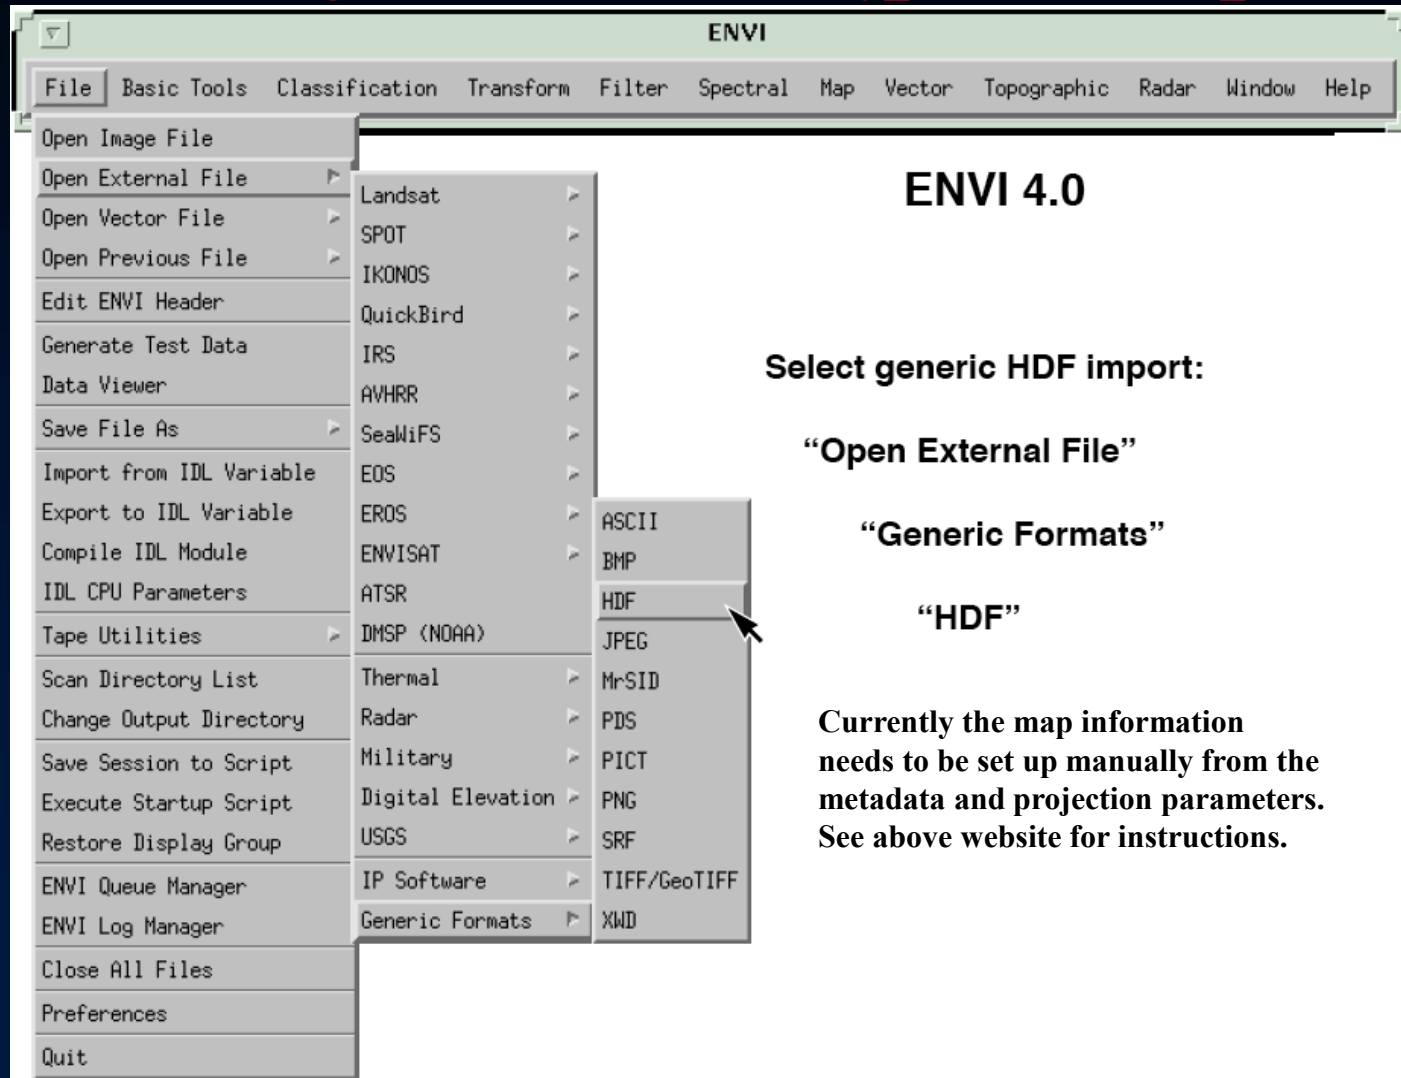 ENVI
File Basic Tools Classification Transform Filter Spectral Map Vector Topographic Radar Window Help
Open Image File
Open External File
Open Vector File
Open Previous File
Edit ENVI Header
Generate Test Data
Data Viewer
Save File As
Import from IDL Variable
Export to IDL Variable
Compile IDL Module
IDL CPU Parameters
Tape Utilities
Scan Directory List
Change Output Directory
Save Session to Script
Execute Startup Script
Restore Display Group
ENVI Queue Manager
ENVI Log Manager
Close All Files
Preferences
Quit
Landsat
SPOT
IKONOS
QuickBird
IRS
AVHRR
SeaWiFS
EOS
EROS
ENVISAT
ATSR
DMSP (NOAA)
Thermal
Radar
Military
Digital Elevation
USGS
IP Software
Generic Formats
ASCII
BMP
HDF
JPEG
MrSID
PDS
PICT
PNG
SRF
TIFF/GeoTIFF
XWD
ENVI 4.0
Select generic HDF import:
“Open External File”
“Generic Formats”
“HDF”
Currently the map information
needs to be set up manually from the
metadata and projection parameters.
See above website for instructions.